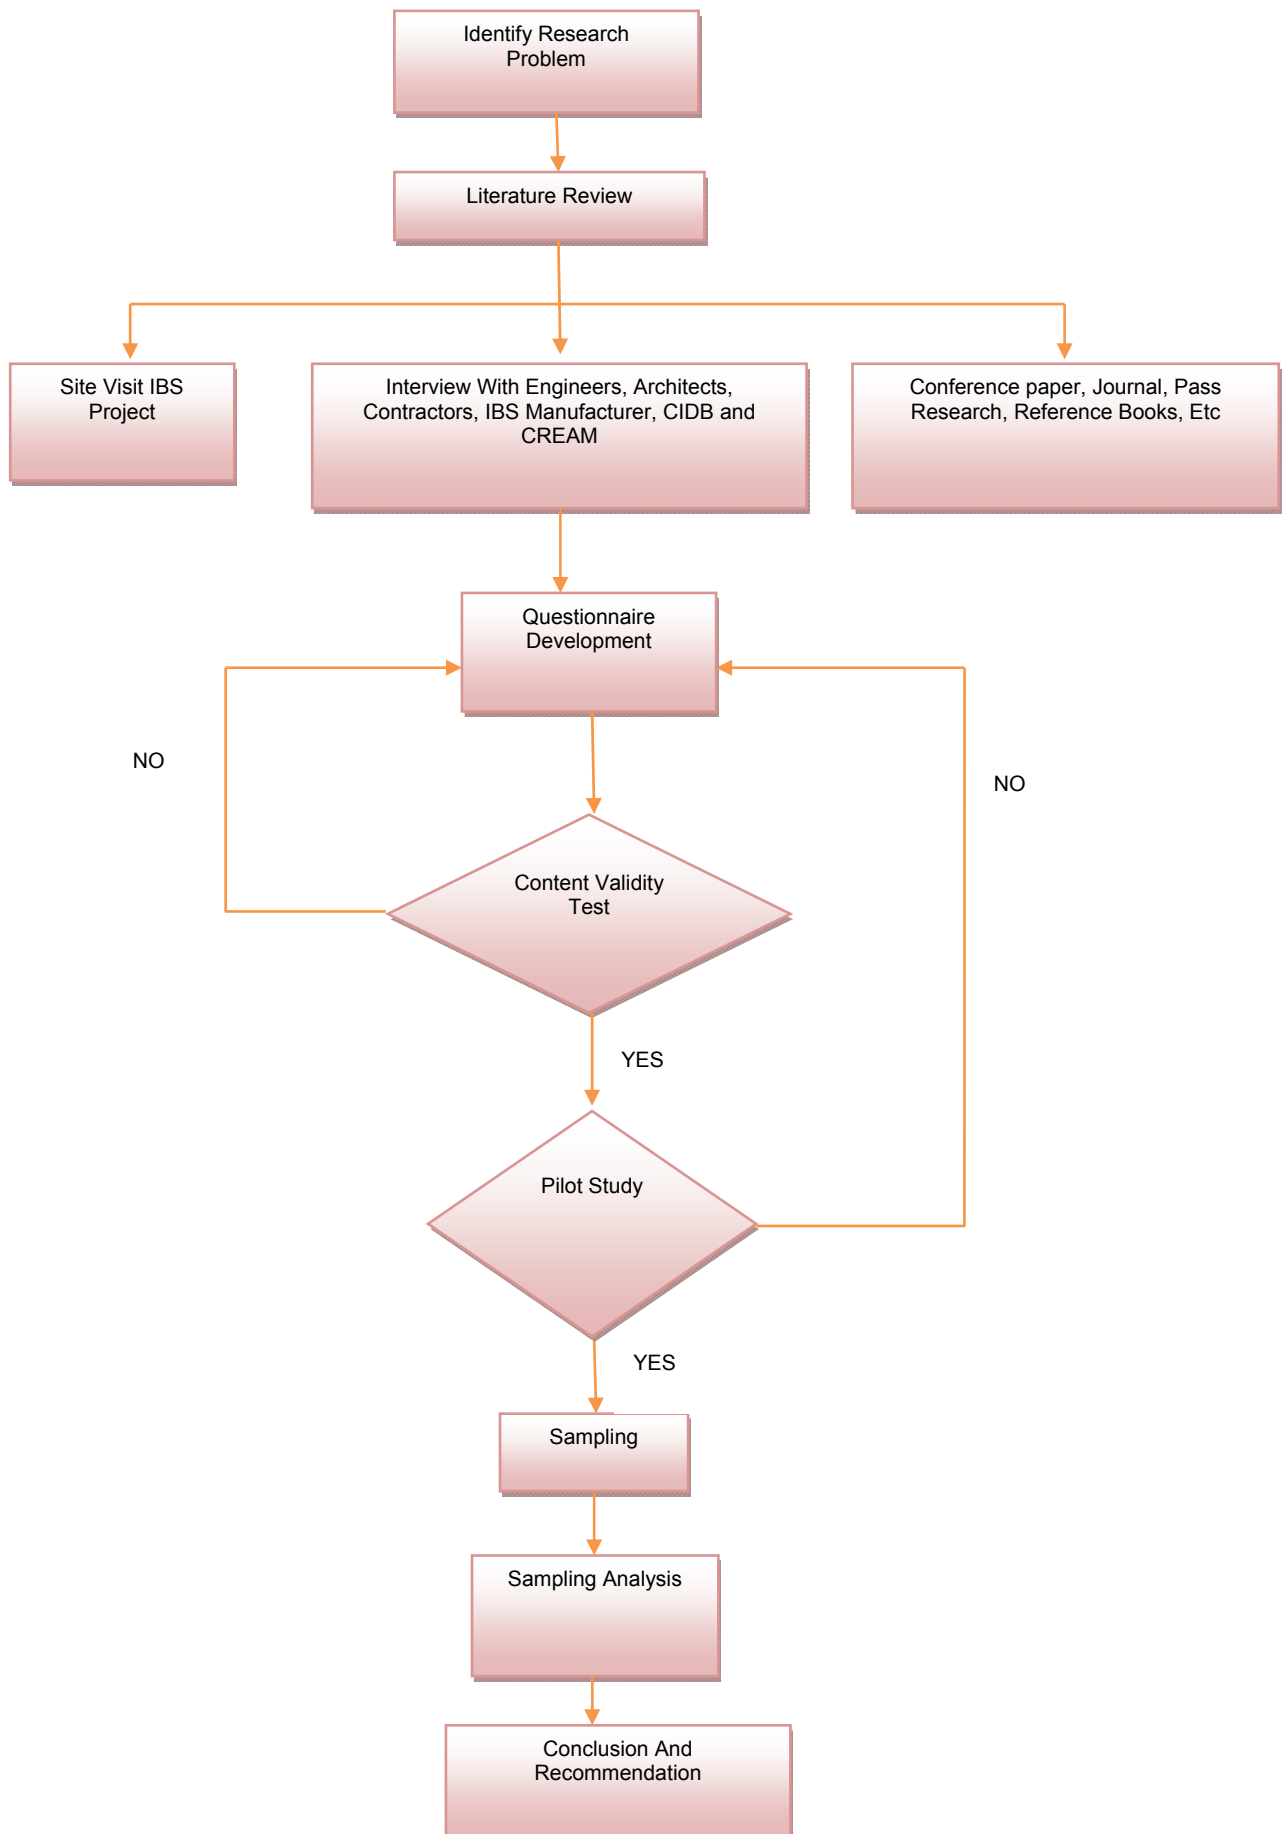 Identify Research
Problem
Literature Review
Site Visit IBS
Project
Interview With Engineers, Architects,
Contractors, IBS Manufacturer, CIDB and
CREAM
Conference paper, Journal, Pass
Research, Reference Books, Etc
Questionnaire
Development
NO
NO
Content Validity
Test
YES
Pilot Study
YES
Sampling
Sampling Analysis
Conclusion And
Recommendation